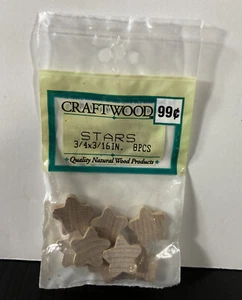 CRAFTWOOD
99¢
STARS
3/4x3/16IN. 8PCS
Quality Natural Wood Products